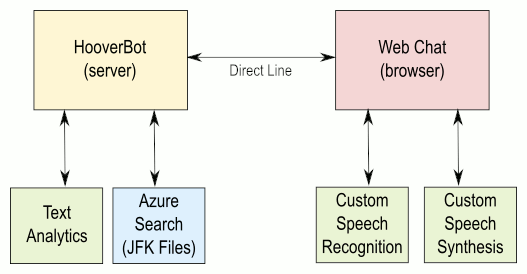 HooverBot
(server)
Direct Line
Web Chat
(browser)
Text
Analytics
Azure
Search
(JFK Files)
Custom
Speech
Recognition
Custom
Speech
Synthesis